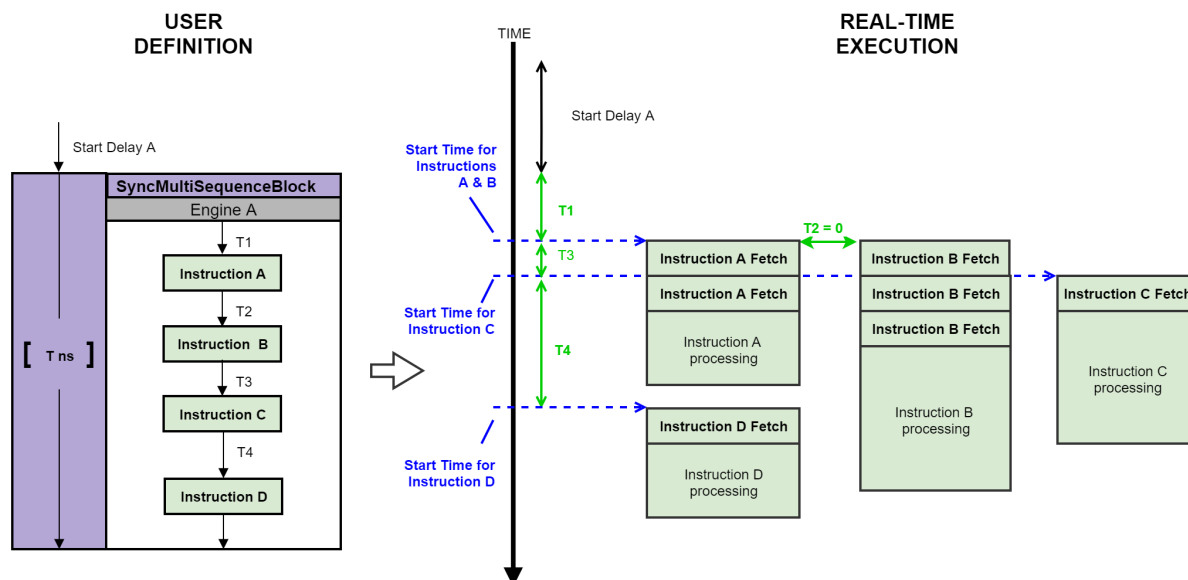 USER
DEFINITION
Start Delay A
SyncMultiSequenceBlock
Engine A
T1
Instruction A
T2
Instruction B
T3
Instruction C
T4
Instruction D
[ T ns ]
REAL-TIME
EXECUTION
TIME
Start Delay A
Start Time for
Instructions
A & B
T1
T2 = 0
T3
Instruction A Fetch
Instruction B Fetch
Instruction A Fetch
Instruction B Fetch
Instruction C Fetch
Start Time for
Instruction C
Instruction B Fetch
T4
Instruction A
processing
Instruction C
processing
Instruction B
processing
Instruction D Fetch
Start Time for
Instruction D
Instruction D
processing